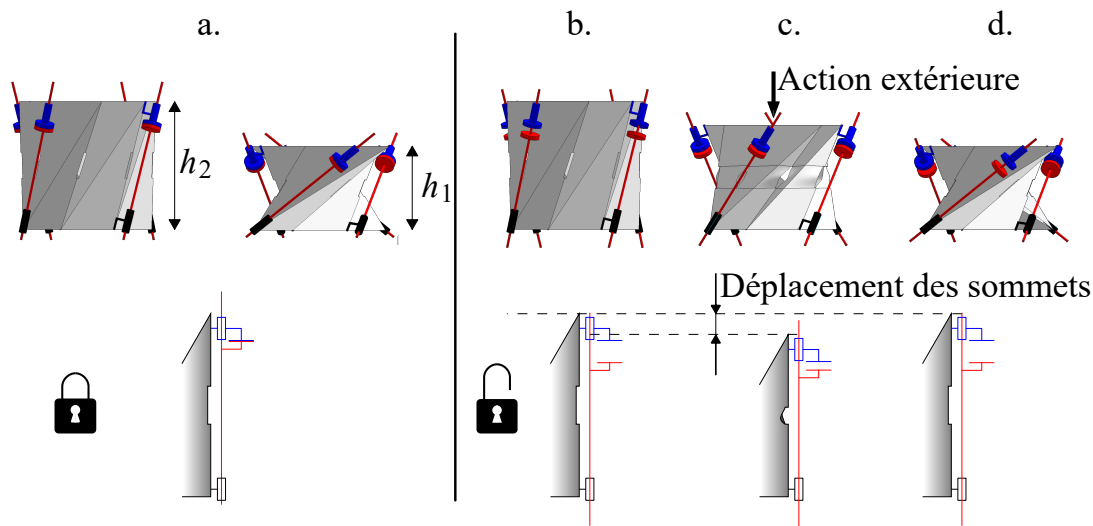 a.
b.
c.
d.
Action extérieure
h2
h1
Déplacement des sommets